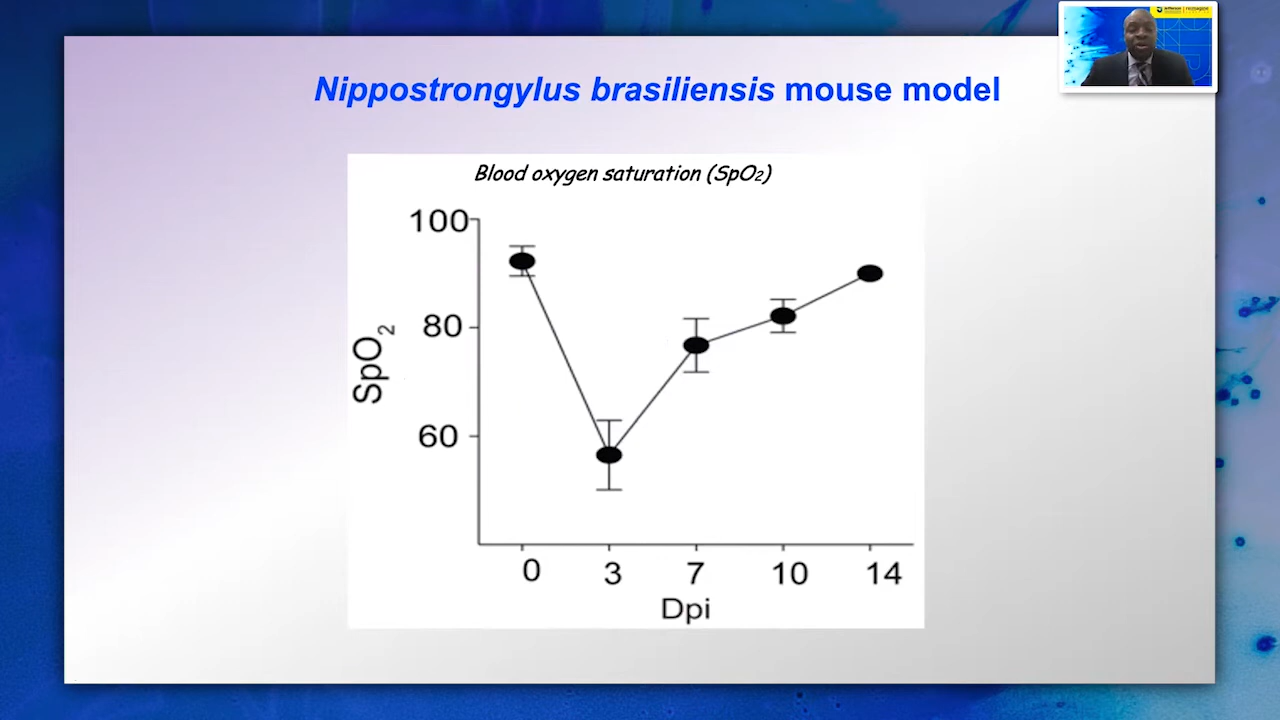 Nippostrongylus brasiliensis mouse model
Blood oxygen saturation (SpO₂)
100
80
60
SpO₂
0 3 7 10 14
Dpi